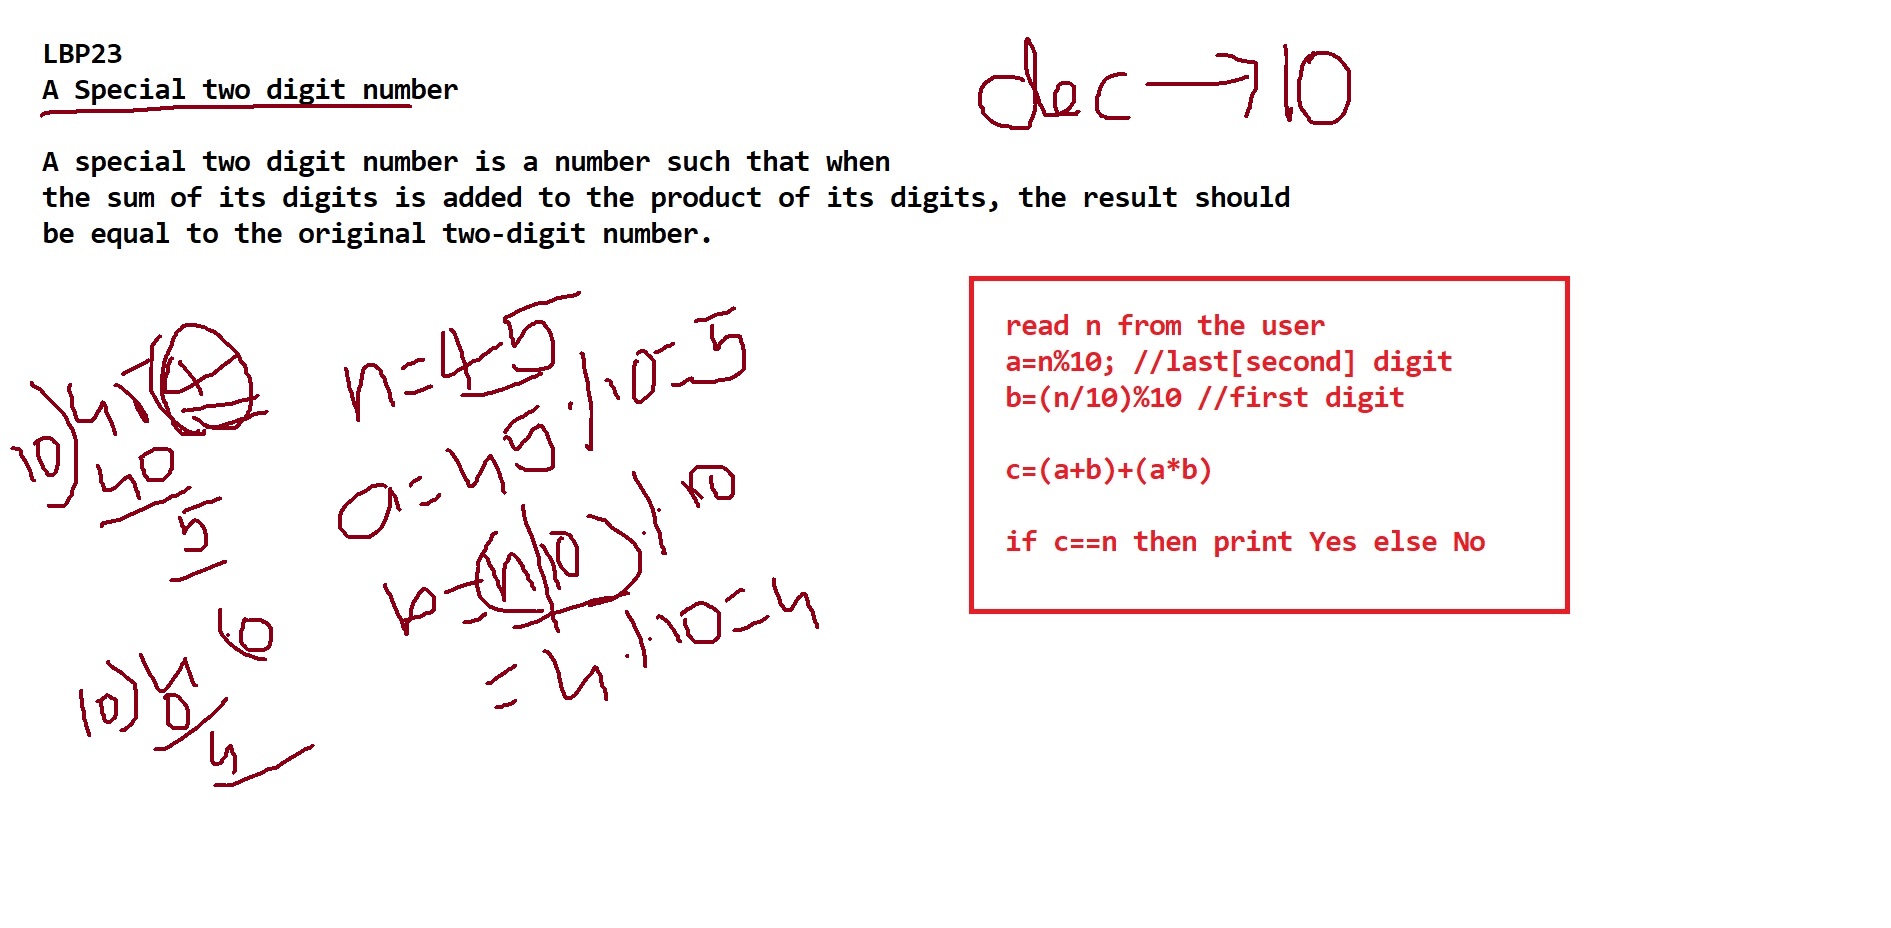 LBP23
A Special two digit number
dec → 10
A special two digit number is a number such that when
the sum of its digits is added to the product of its digits, the result should
be equal to the original two-digit number.
read n from the user
a=n%10; //last[second] digit
b=(n/10)%10 //first digit
c=(a+b)+(a*b)
if c==n then print Yes else No
n=45
a=45%10=5
b=(n/10)%10
=4%10=4
10)45(4
40
5
10)4(0
0
4